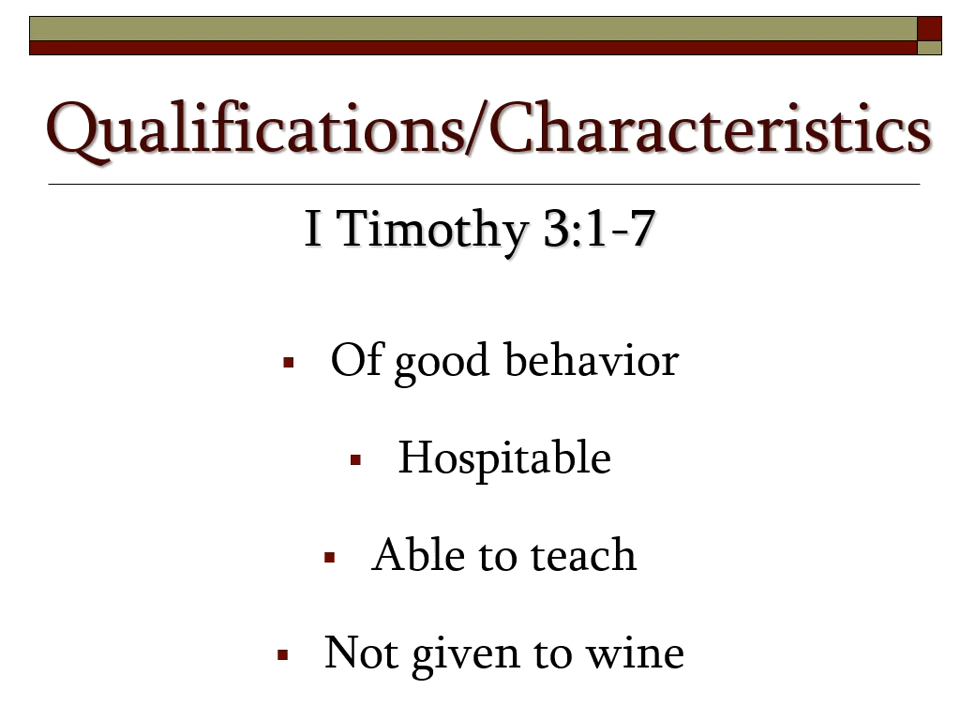 Qualifications/Characteristics
I Timothy 3:1-7
▪ Of good behavior
▪ Hospitable
▪ Able to teach
▪ Not given to wine